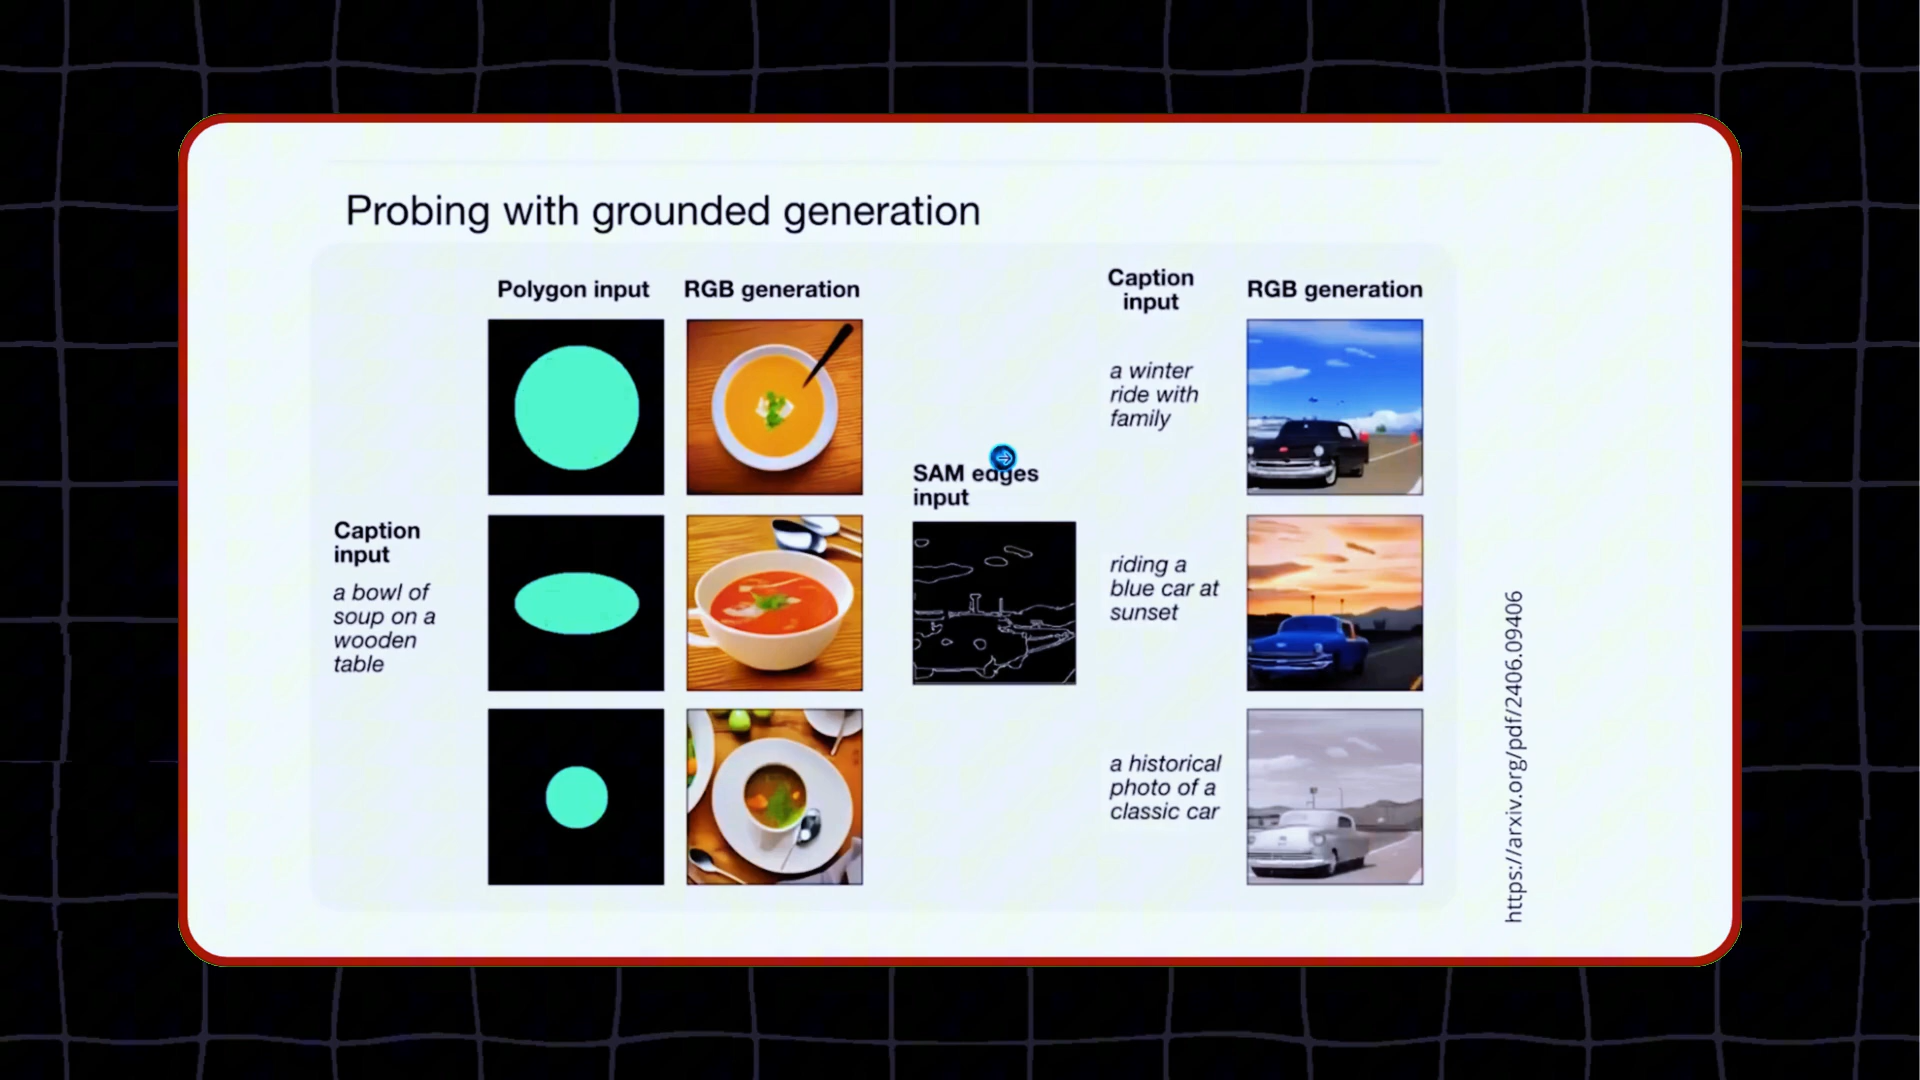 Probing with grounded generation
Polygon input
RGB generation
Caption
input
a bowl of
soup on a
wooden
table
SAM edges
input
Caption
input
RGB generation
a winter
ride with
family
riding a
blue car at
sunset
a historical
photo of a
classic car
https://arxiv.org/pdf/2406.09406